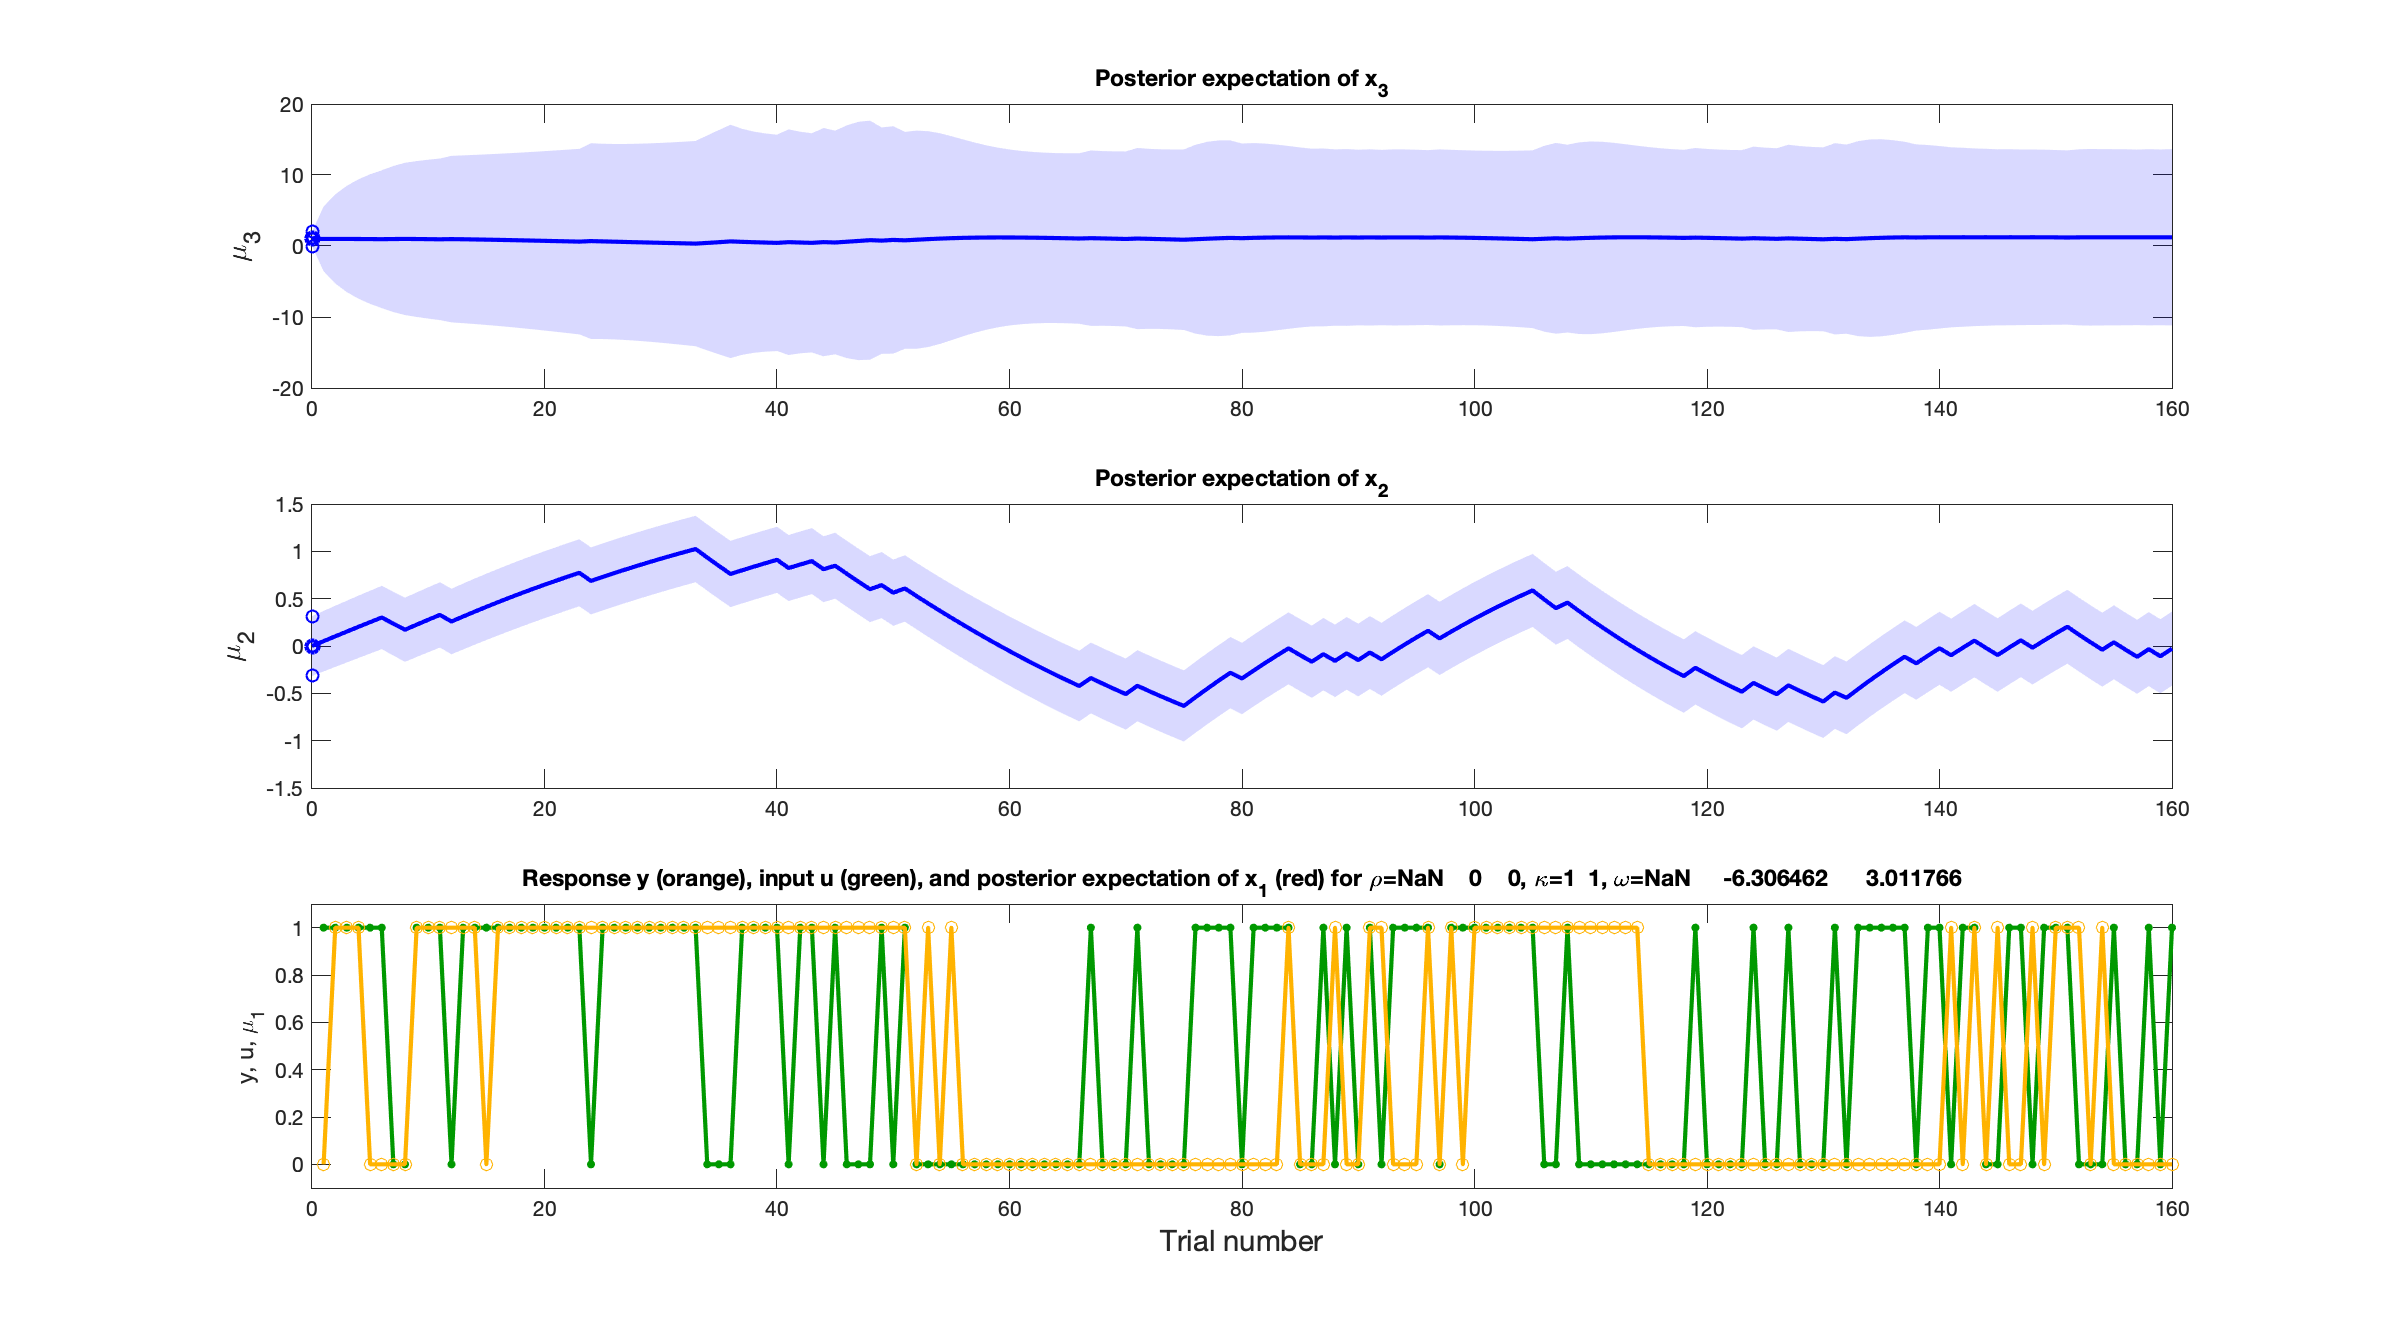 Posterior expectation of x3
20
10
0
-10
-20
μ3
0 20 40 60 80 100 120 140 160
Posterior expectation of x2
1.5
1
0.5
0
-0.5
-1
-1.5
μ2
0 20 40 60 80 100 120 140 160
Response y (orange), input u (green), and posterior expectation of x1 (red) for ρ=NaN 0 0, κ=1 1, ω=NaN -6.306462 3.011766
1
0.8
0.6
0.4
0.2
0
y, u, μ1
0 20 40 60 80 100 120 140 160
Trial number